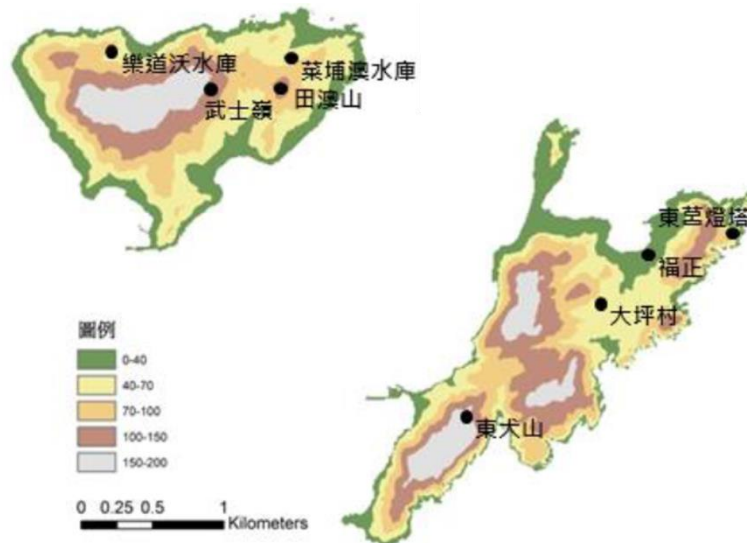 樂道沃水庫
菜埔澳水庫
武士嶺
田澳山
東莒燈塔
福正
大坪村
東犬山
圖例
0-40
40-70
70-100
100-150
150-200
0 0.25 0.5 1
Kilometers